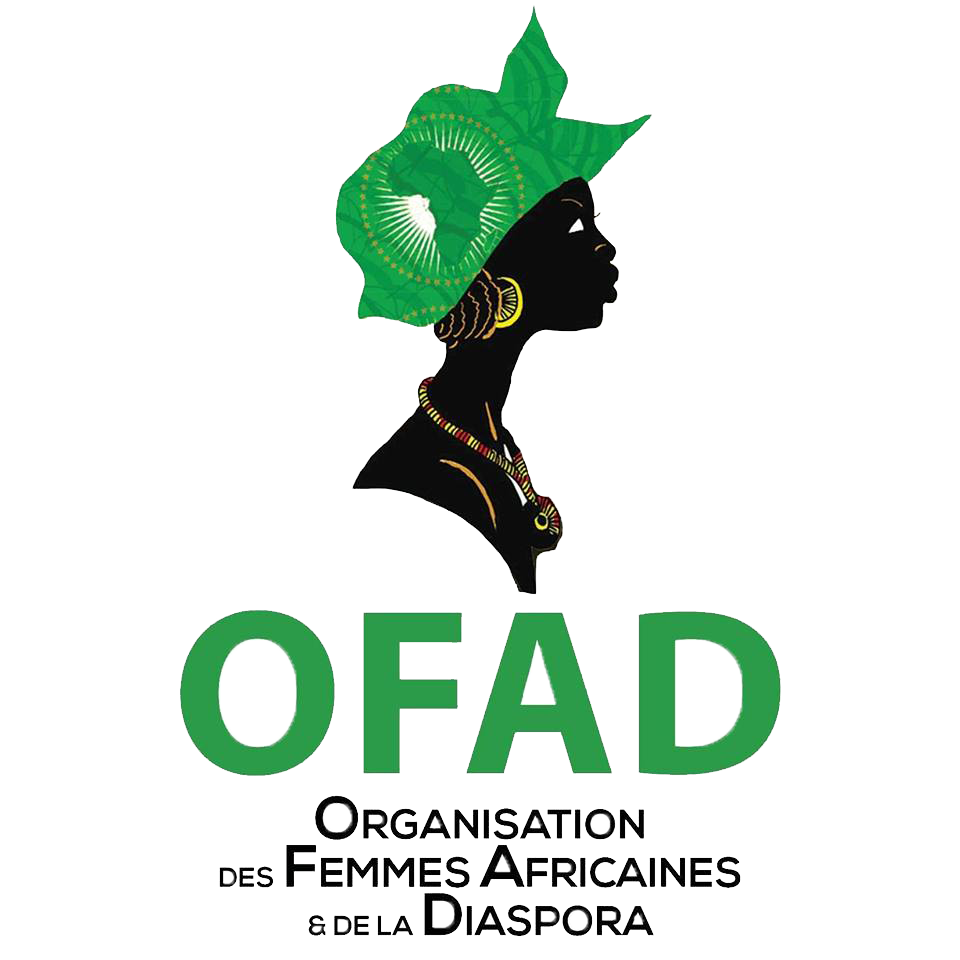 OFAD
ORGANISATION
DES FEMMES AFRICAINES
& DE LA DIASPORA